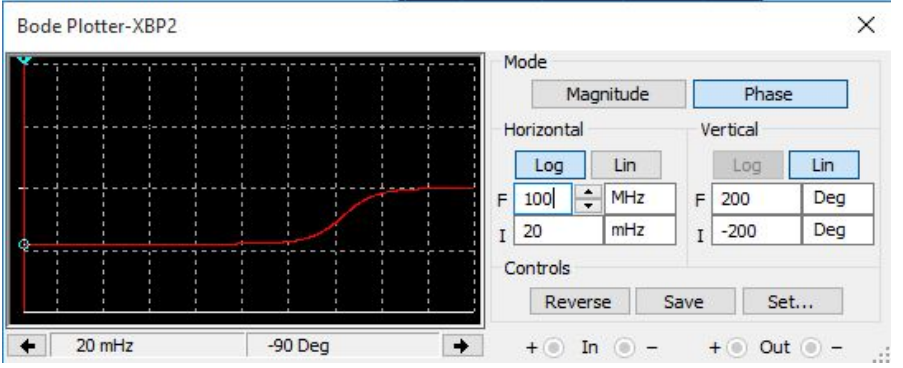 Bode Plotter-XBP2
Mode
Magnitude Phase
Horizontal Vertical
Log Lin Log Lin
F 100 MHz F 200 Deg
I 20 mHz I -200 Deg
Controls
Reverse Save Set...
20 mHz -90 Deg + In - + Out -